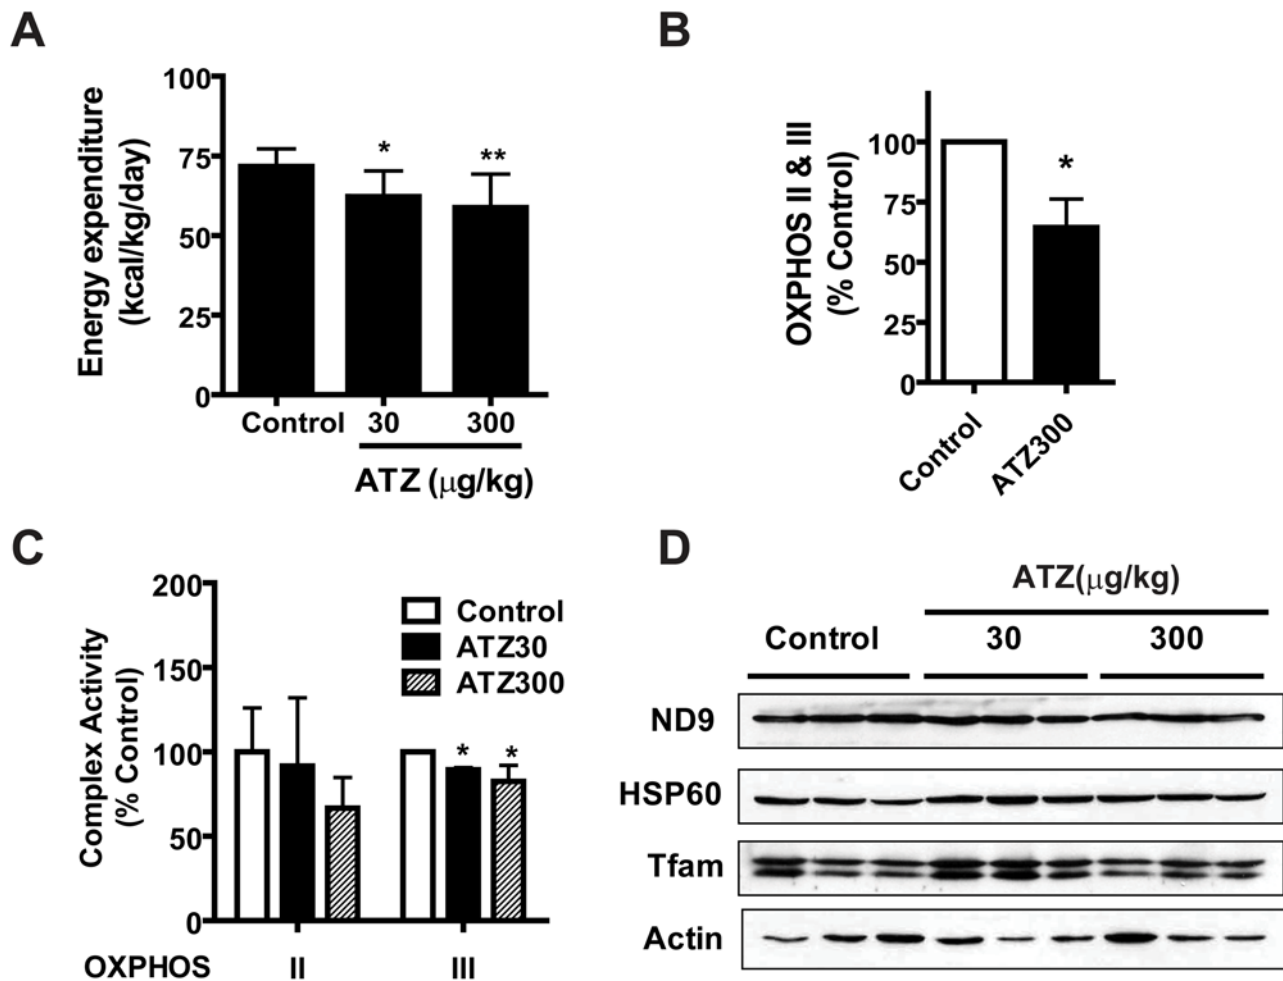 A
Energy expenditure
(kcal/kg/day)
100
75
50
25
0
*
**
Control
30
300
ATZ (μg/kg)
B
OXPHOS II & III
(% Control)
100
75
50
25
0
*
Control
ATZ300
C
Complex Activity
(% Control)
200
150
100
50
0
Control
ATZ30
ATZ300
*
*
OXPHOS
II
III
D
ATZ(μg/kg)
Control
30
300
ND9
HSP60
Tfam
Actin